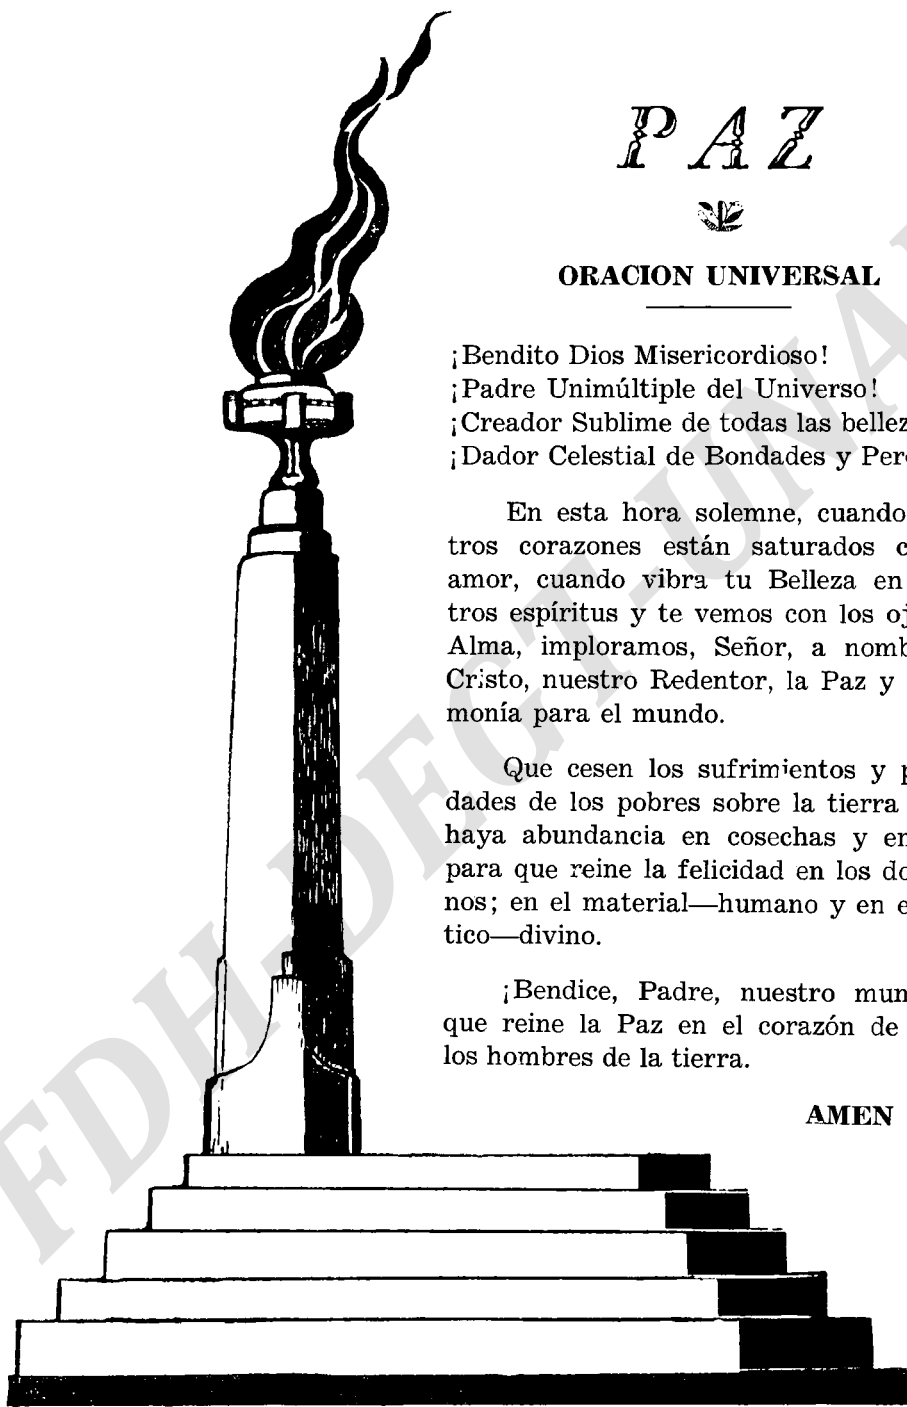 PAZ
ORACION UNIVERSAL
¡Bendito Dios Misericordioso!
¡Padre Unimúltiple del Universo!
¡Creador Sublime de todas las
¡Dador Celestial de Bondades y
En esta hora solemne, cuando
tros corazones están saturados
amor, cuando vibra tu Belleza en
tros espíritus y te vemos con los
Alma, imploramos, Señor, a
Cristo, nuestro Redentor, la Paz y
monía para el mundo.
Que cesen los sufrimientos y
dades de los pobres sobre la tierra
haya abundancia en cosechas y en
para que reine la felicidad en los
nos; en el material—humano y en
tico—divino.
¡Bendice, Padre, nuestro
que reine la Paz en el corazón de
los hombres de la tierra.
AMEN
FDH-DEGT-UNA